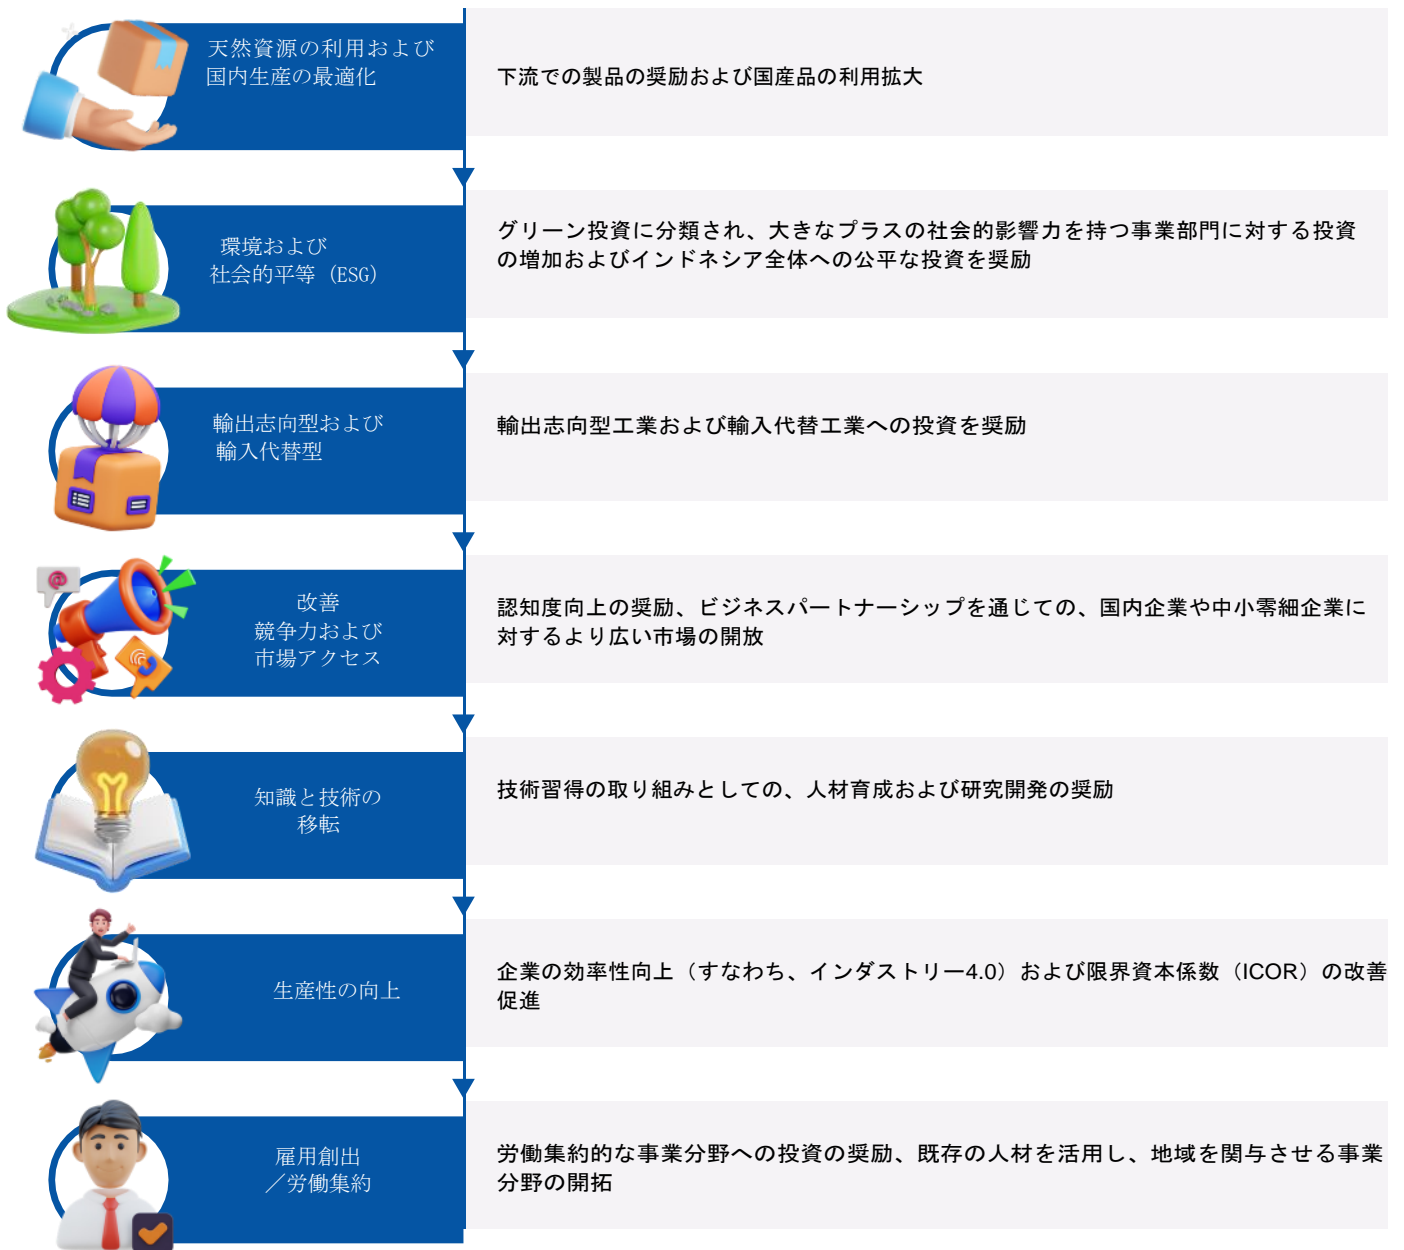 天然資源の利用および
国内生産の最適化
下流での製品の奨励および国産品の利用拡大
環境および
社会的平等（ESG）
グリーン投資に分類され、大きなプラスの社会的影響力を持つ事業部門に対する投資
の増加およびインドネシア全体への公平な投資を奨励
輸出志向型および
輸入代替型
輸出志向型工業および輸入代替工業への投資を奨励
改善
競争力および
市場アクセス
認知度向上の奨励、ビジネスパートナーシップを通じての、国内企業や中小零細企業に
対するより広い市場の開放
知識と技術の
移転
技術習得の取り組みとしての、人材育成および研究開発の奨励
生産性の向上
企業の効率性向上（すなわち、インダストリー4.0）および限界資本係数（ICOR）の改善
促進
雇用創出
／労働集約
労働集約的な事業分野への投資の奨励、既存の人材を活用し、地域を関与させる事業
分野の開拓